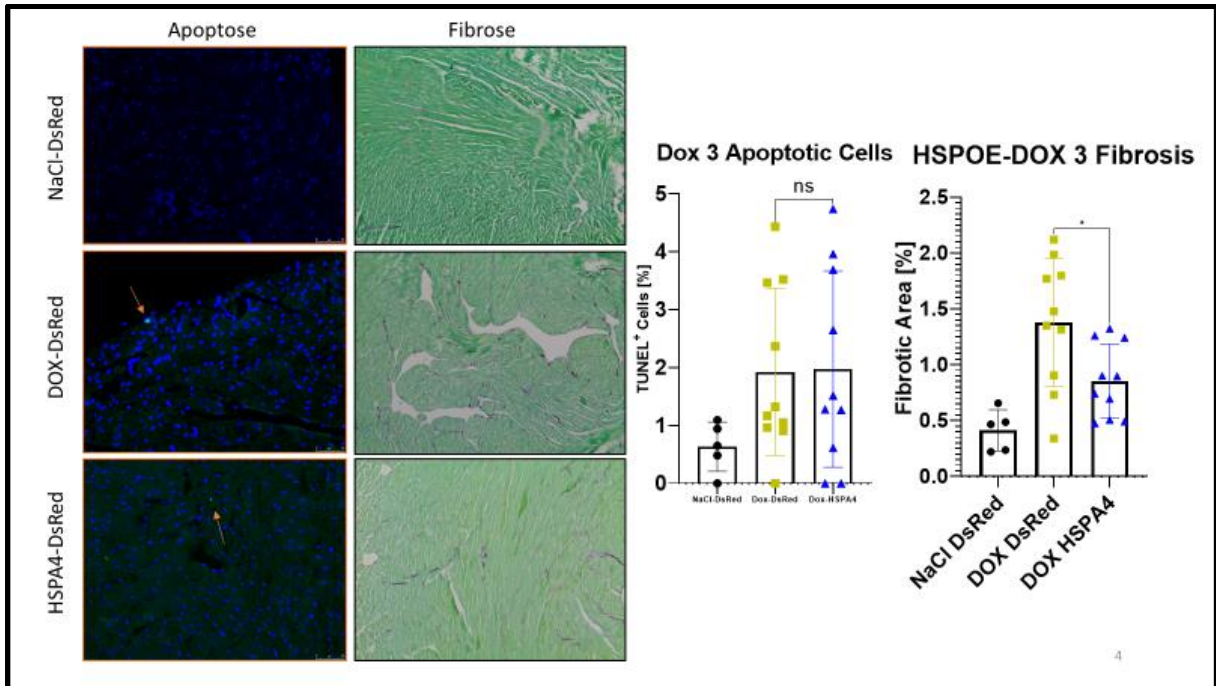 Apoptose
Fibrose
NaCl-DsRed
DOX-DsRed
HSPA4-DsRed
Dox 3 Apoptotic Cells
ns
TUNEL⁺ Cells [%]
5
4
3
2
1
0
NaCl-DsRed
Dox-DsRed
Dox-HSPA4
HSPOE-DOX 3 Fibrosis
*
Fibrotic Area [%]
2.5
2.0
1.5
1.0
0.5
0.0
NaCl DsRed
DOX DsRed
DOX HSPA4
4